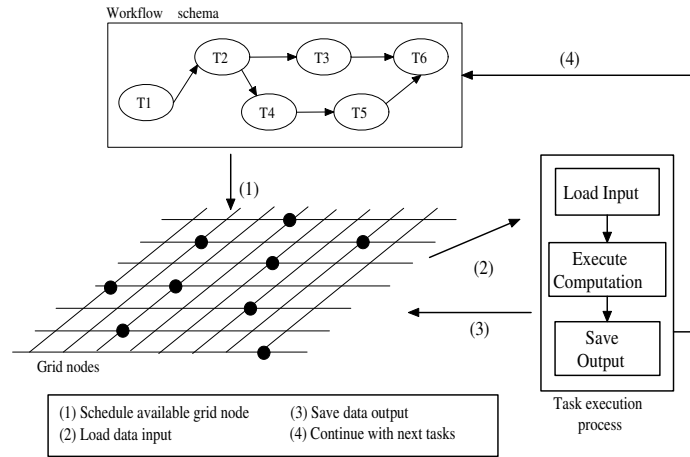 Workflow schema
T1
T2
T3
T6
T4
T5
(4)
(1)
(2)
(3)
Load Input
Execute
Computation
Save
Output
Grid nodes
Task execution
process
(1) Schedule available grid node
(2) Load data input
(3) Save data output
(4) Continue with next tasks